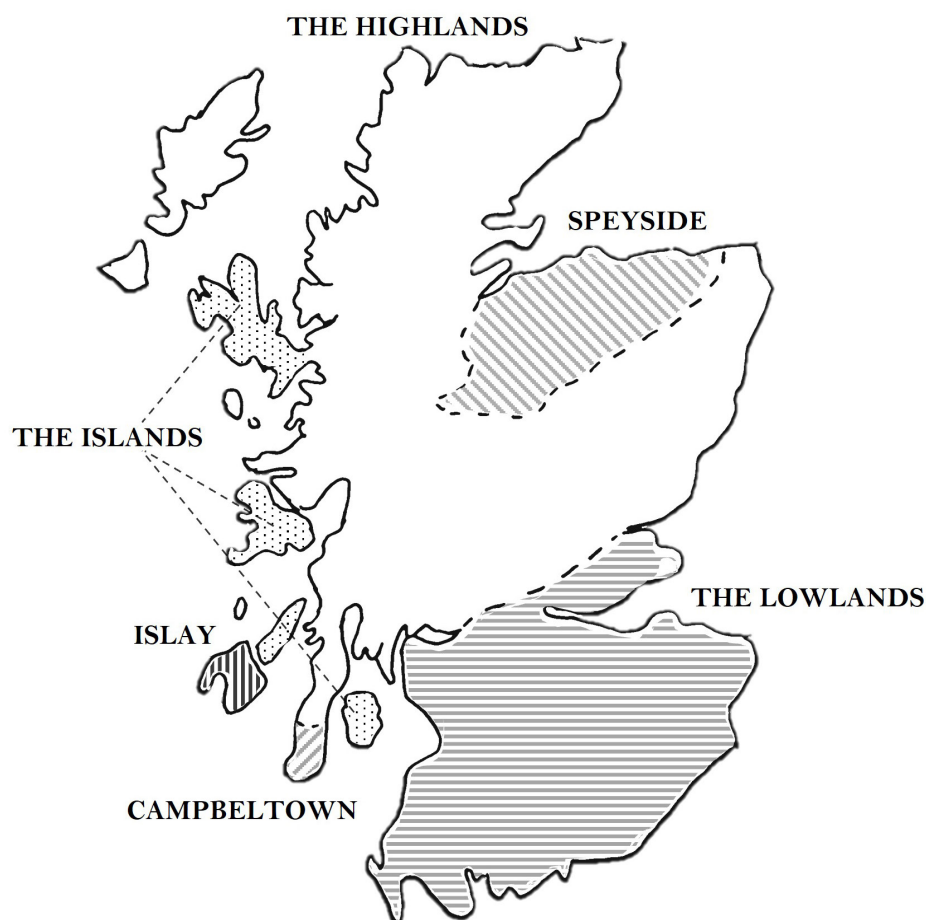 THE HIGHLANDS
SPEYSIDE
THE ISLANDS
THE LOWLANDS
ISLAY
CAMPBELTOWN